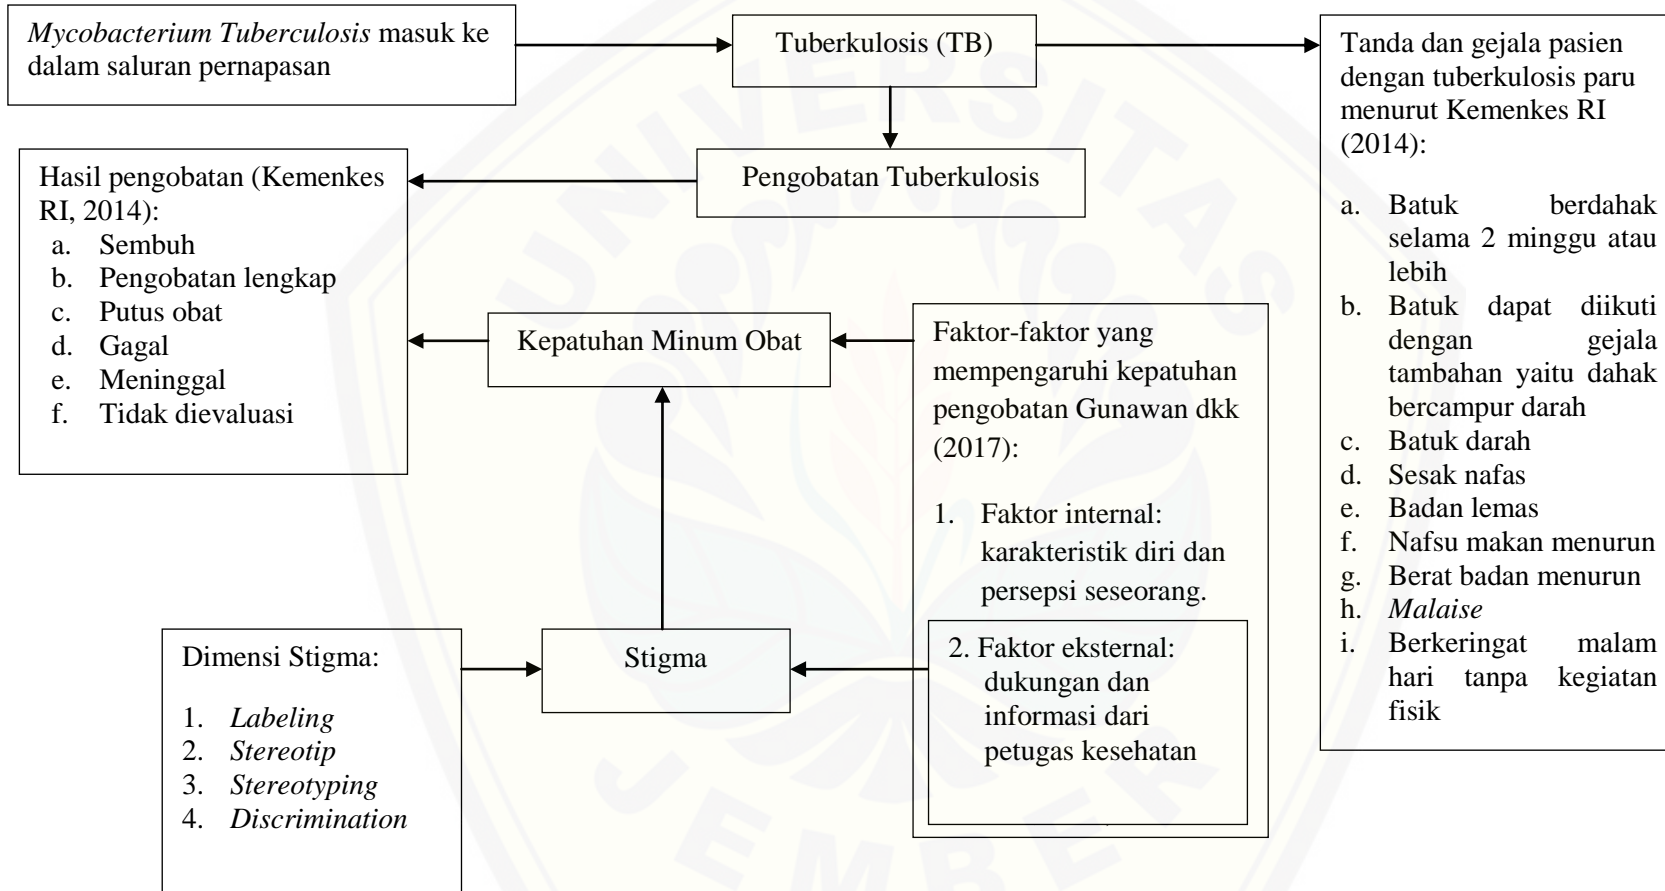 Mycobacterium Tuberculosis masuk ke
dalam saluran pernapasan
Tuberkulosis (TB)
Tanda dan gejala pasien
dengan tuberkulosis paru
menurut Kemenkes RI
(2014):
a. Batuk berdahak
selama 2 minggu atau
lebih
b. Batuk dapat diikuti
dengan gejala
tambahan yaitu dahak
bercampur darah
c. Batuk darah
d. Sesak nafas
e. Badan lemas
f. Nafsu makan menurun
g. Berat badan menurun
h. Malaise
i. Berkeringat malam
hari tanpa kegiatan
fisik
Pengobatan Tuberkulosis
Hasil pengobatan (Kemenkes
RI, 2014):
a. Sembuh
b. Pengobatan lengkap
c. Putus obat
d. Gagal
e. Meninggal
f. Tidak dievaluasi
Kepatuhan Minum Obat
Faktor-faktor yang
mempengaruhi kepatuhan
pengobatan Gunawan dkk
(2017):
1. Faktor internal:
karakteristik diri dan
persepsi seseorang.
2. Faktor eksternal:
dukungan dan
informasi dari
petugas kesehatan
Stigma
Dimensi Stigma:
1. Labeling
2. Stereotip
3. Stereotyping
4. Discrimination
UNIVERSITAS
JEMBER